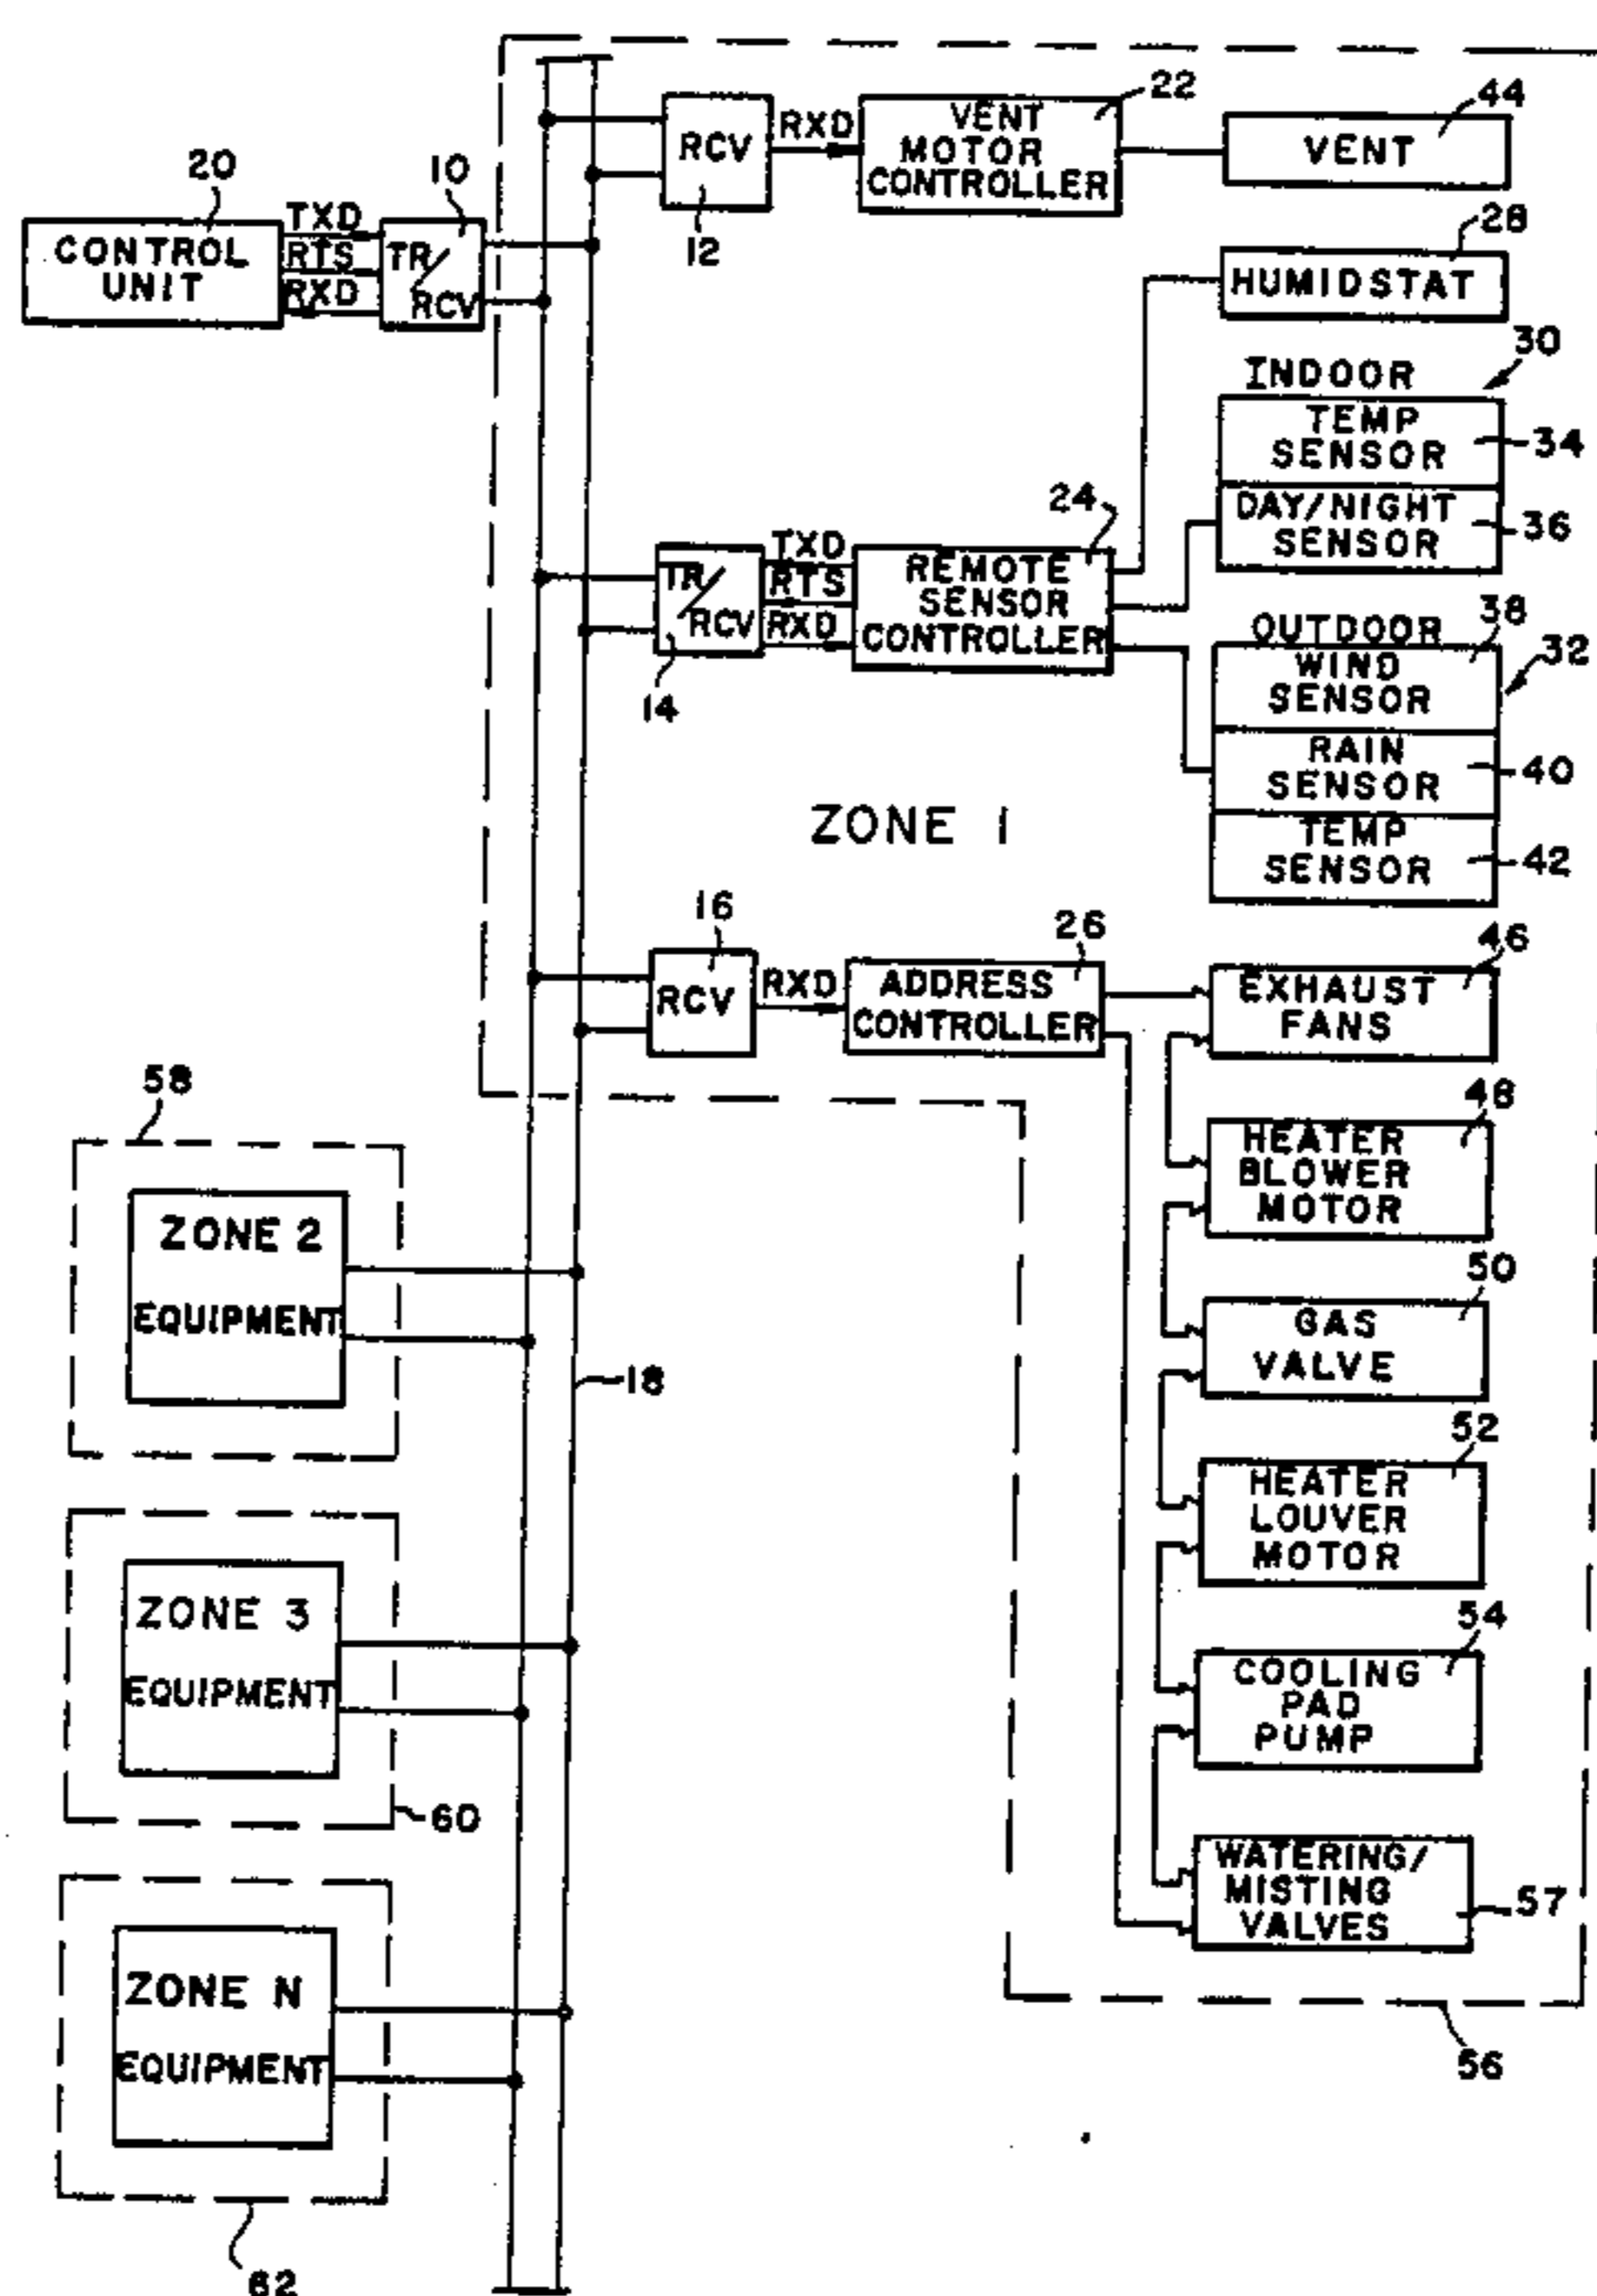 20
CONTROL
UNIT
TXD
RTS
RXD
10
TR/
RCV
RCV
12
RXD
22
VENT
MOTOR
CONTROLLER
44
VENT
28
HUMIDSTAT
30
INDOOR
TEMP
SENSOR
34
DAY/NIGHT
SENSOR
36
24
TR/
RCV
14
TXD
RTS
RXD
REMOTE
SENSOR
CONTROLLER
OUTDOOR
38
32
WIND
SENSOR
RAIN
SENSOR
40
TEMP
SENSOR
42
ZONE 1
16
RCV
RXD
26
ADDRESS
CONTROLLER
46
EXHAUST
FANS
48
HEATER
BLOWER
MOTOR
50
GAS
VALVE
52
HEATER
LOUVER
MOTOR
54
COOLING
PAD
PUMP
WATERING/
MISTING
VALVES
57
56
58
ZONE 2
EQUIPMENT
18
ZONE 3
EQUIPMENT
60
ZONE N
EQUIPMENT
62